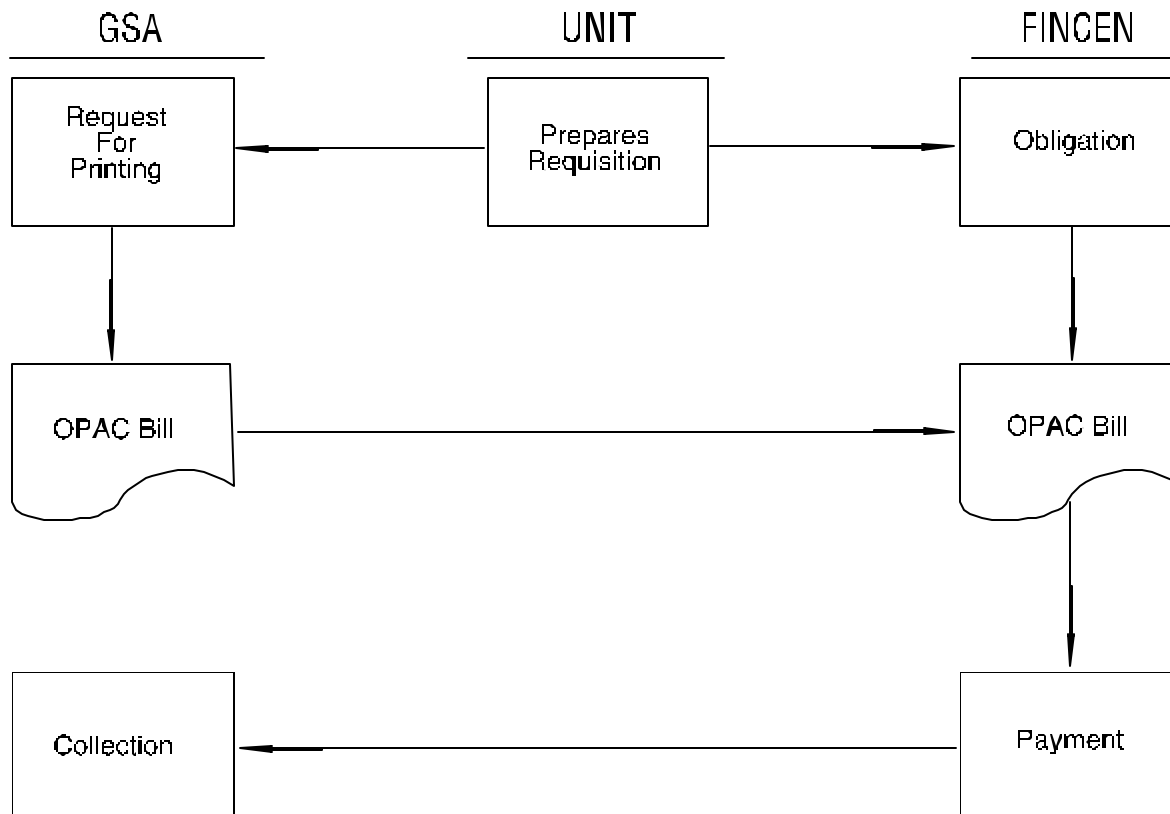 GSA
UNIT
FINCEN
Request
For
Printing
Prepares
Requisition
Obligation
OPAC Bill
OPAC Bill
Collection
Payment